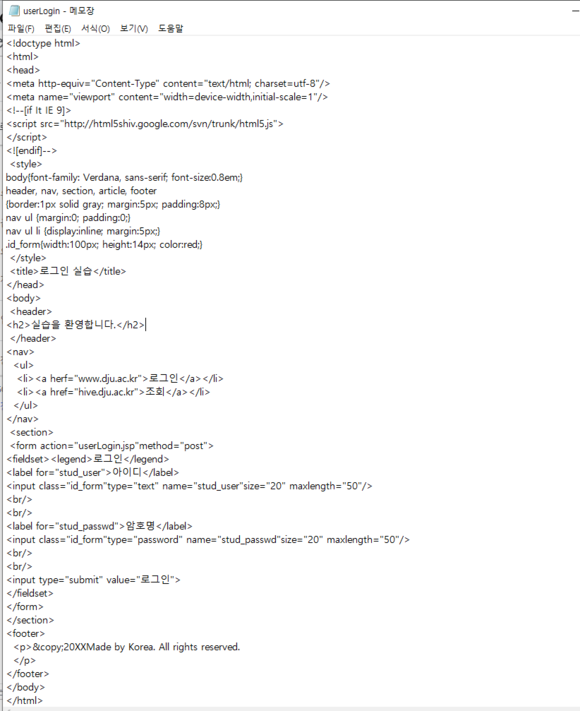 userLogin - 메모장
파일(F) 편집(E) 서식(O) 보기(V) 도움말
<!doctype html>
<html>
<head>
<meta http-equiv="Content-Type" content="text/html; charset=utf-8"/>
<meta name="viewport" content="width=device-width,initial-scale=1"/>
<!--[if lt IE 9]>
<script src="http://html5shiv.google.com/svn/trunk/html5.js">
</script>
<![endif]-->
<style>
body{font-family: Verdana, sans-serif; font-size:0.8em;}
header, nav, section, article, footer
{border:1px solid gray; margin:5px; padding:8px;}
nav ul {margin:0; padding:0;}
nav ul li {display:inline; margin:5px;}
.id_form{width:100px; height:14px; color:red;}
</style>
<title>로그인 실습</title>
</head>
<body>
<header>
<h2>실습을 환영합니다.</h2>
</header>
<nav>
<ul>
<li><a herf="www.dju.ac.kr">로그인</a></li>
<li><a href="hive.dju.ac.kr">조회</a></li>
</ul>
</nav>
<section>
<form action="userLogin.jsp"method="post">
<fieldset><legend>로그인</legend>
<label for="stud_user">아이디</label>
<input class="id_form"type="text" name="stud_user"size="20" maxlength="50"/>
<br/>
<br/>
<label for="stud_passwd">암호명</label>
<input class="id_form"type="password" name="stud_passwd"size="20" maxlength="50"/>
<br/>
<br/>
<input type="submit" value="로그인">
</fieldset>
</form>
</section>
<footer>
<p>&copy;20XXMade by Korea. All rights reserved.
</p>
</footer>
</body>
</html>